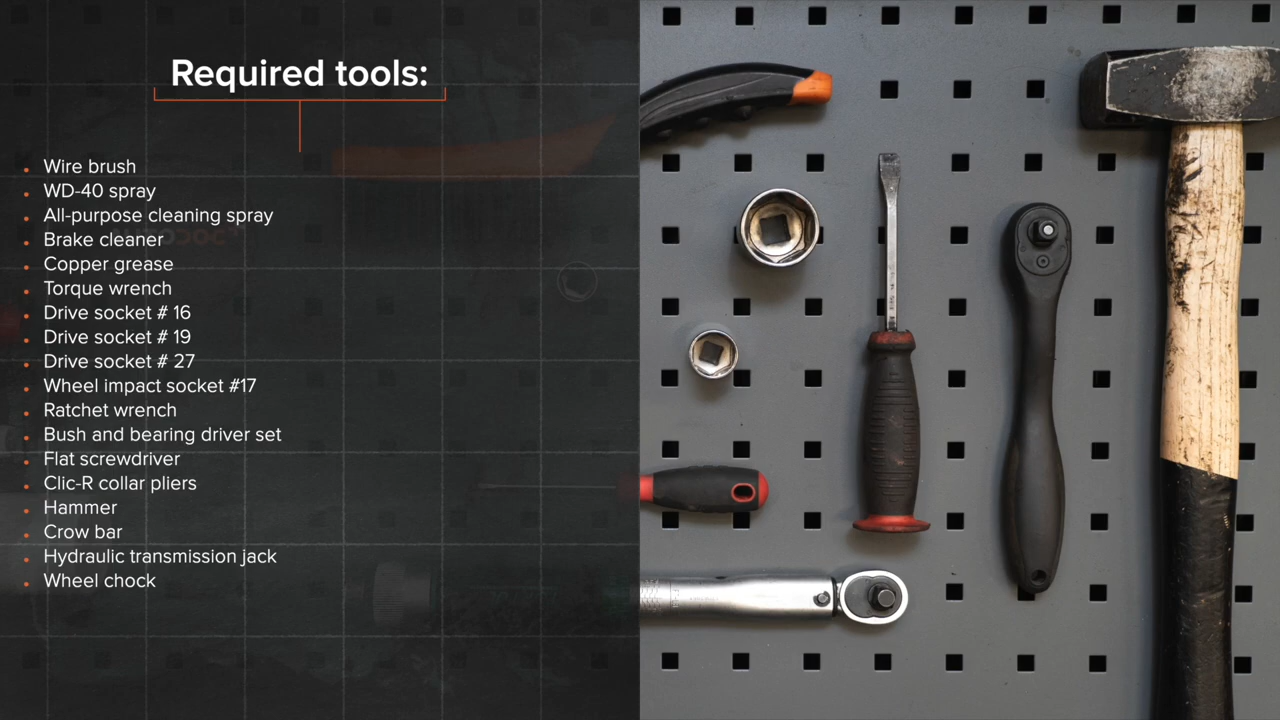 Required tools:
Wire brush
WD-40 spray
All-purpose cleaning spray
Brake cleaner
Copper grease
Torque wrench
Drive socket # 16
Drive socket # 19
Drive socket # 27
Wheel impact socket #17
Ratchet wrench
Bush and bearing driver set
Flat screwdriver
Clic-R collar pliers
Hammer
Crow bar
Hydraulic transmission jack
Wheel chock